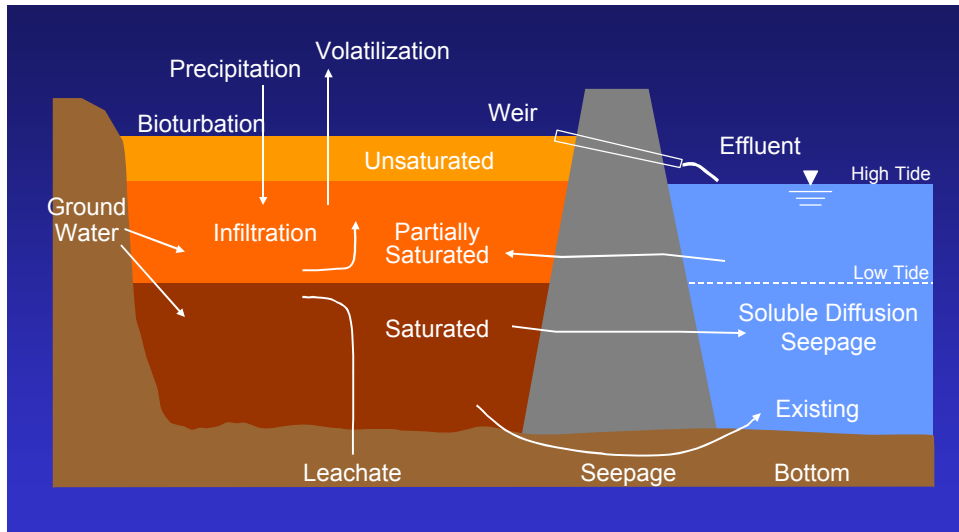 Volatilization
Precipitation
Weir
Bioturbation
Effluent
Unsaturated
High Tide
Ground
Water
Infiltration
Partially
Saturated
Low Tide
Saturated
Soluble Diffusion
Seepage
Existing
Leachate
Seepage
Bottom